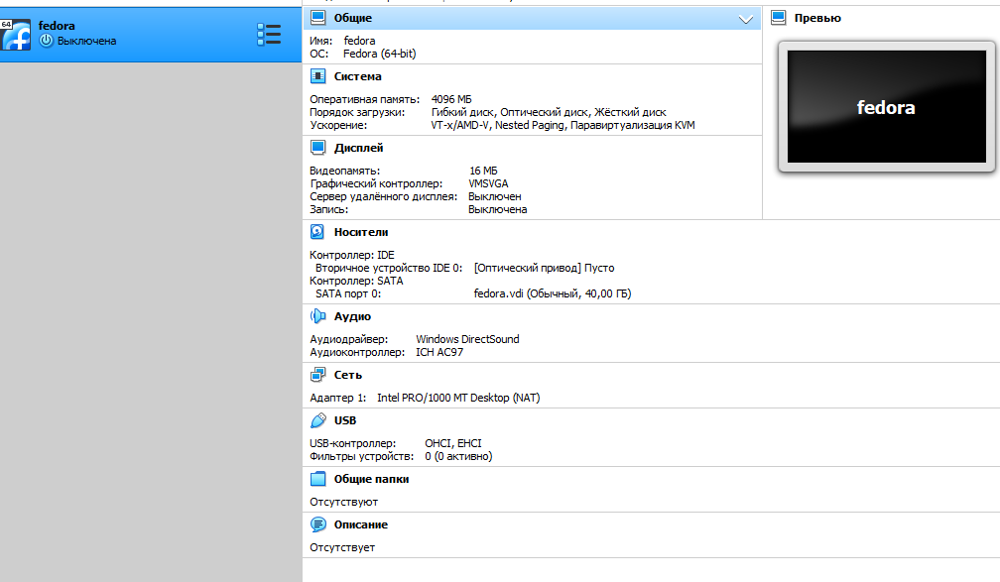 64
fedora
Выключена
Общие
Имя: fedora
ОС: Fedora (64-bit)
Система
Оперативная память: 4096 МБ
Порядок загрузки: Гибкий диск, Оптический диск, Жёсткий диск
Ускорение: VT-x/AMD-V, Nested Paging, Паравиртуализация KVM
Дисплей
Видеопамять: 16 МБ
Графический контроллер: VMSVGA
Сервер удалённого дисплея: Выключен
Запись: Выключена
Превью
fedora
Носители
Контроллер: IDE
Вторичное устройство IDE 0: [Оптический привод] Пусто
Контроллер: SATA
SATA порт 0: fedora.vdi (Обычный, 40,00 ГБ)
Аудио
Аудиодрайвер: Windows DirectSound
Аудиоконтроллер: ICH AC97
Сеть
Адаптер 1: Intel PRO/1000 MT Desktop (NAT)
USB
USB-контроллер: OHCI, EHCI
Фильтры устройств: 0 (0 активно)
Общие папки
Отсутствуют
Описание
Отсутствует